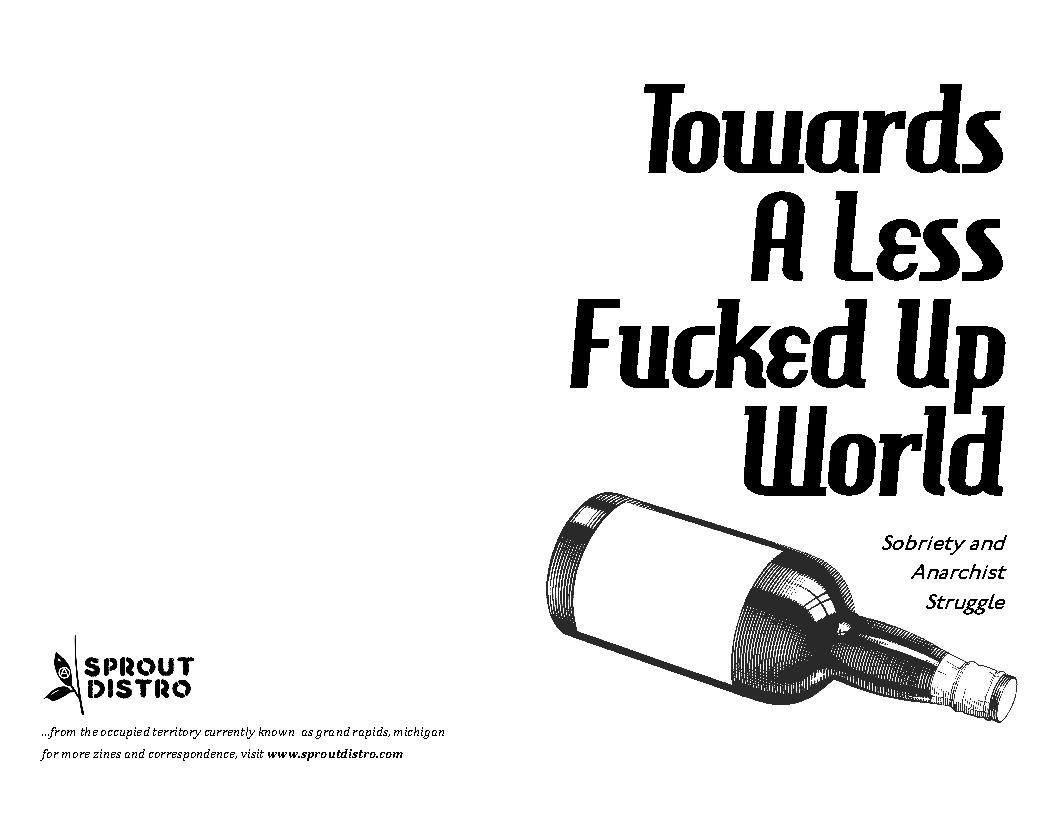 Towards
A Less
Fucked Up
World
Sobriety and
Anarchist
Struggle
SPROUT
DISTRO
...from the occupied territory currently known as grand rapids, michigan
for more zines and correspondence, visit www.sproutdistro.com